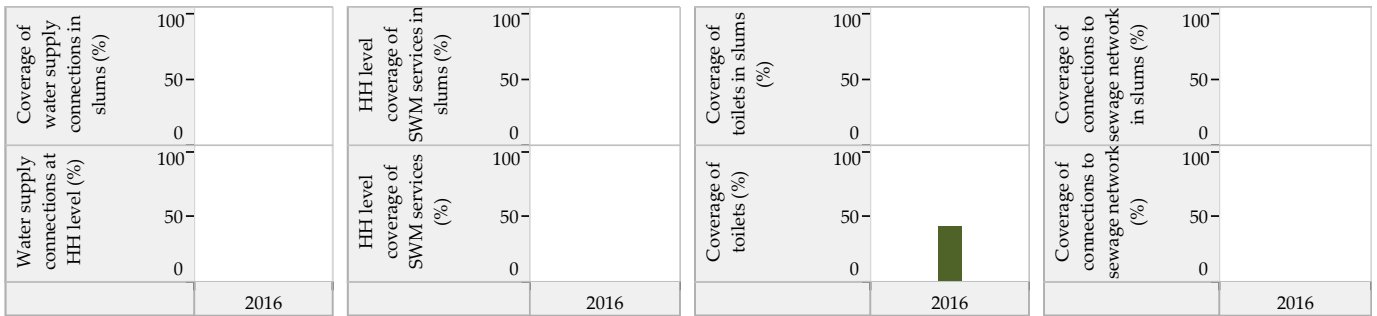 Coverage of
water supply
connections in
slums (%)
100
50
0
Water supply
connections at
HH level (%)
100
50
0
2016
HH level
coverage of
SWM services in
slums (%)
100
50
0
HH level
coverage of
SWM services
(%)
100
50
0
2016
Coverage of
toilets in slums
(%)
100
50
0
Coverage of
toilets (%)
100
50
0
2016
Coverage of
connections to
sewage network
in slums (%)
100
50
0
Coverage of
connections to
sewage network
(%)
100
50
0
2016